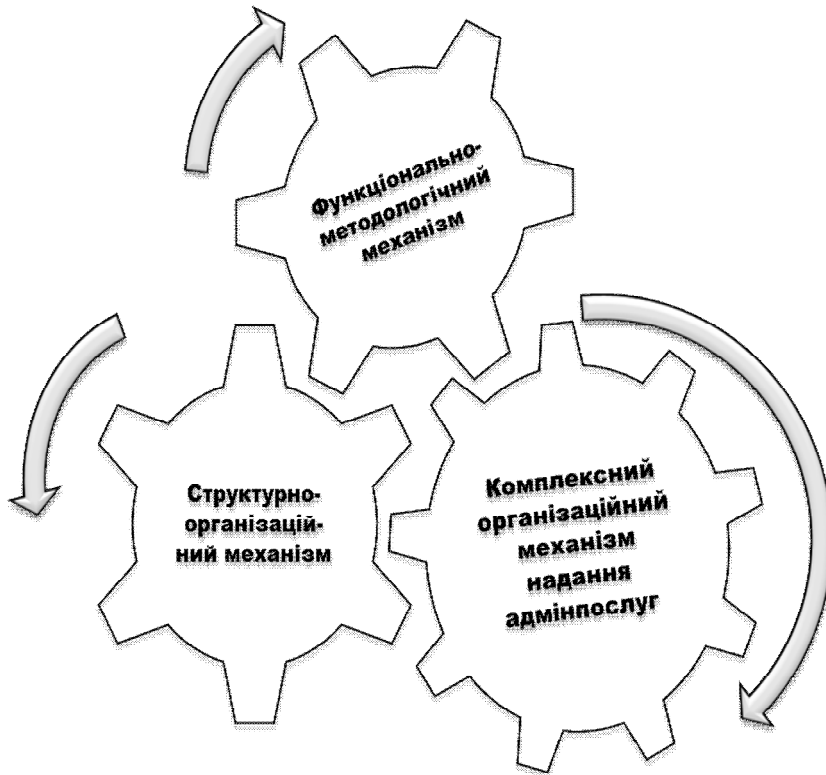 Функціонально-
методологічний
механізм
Структурно-
організацій-
ний механізм
Комплексний
організаційний
механізм
надання
адмінпослуг